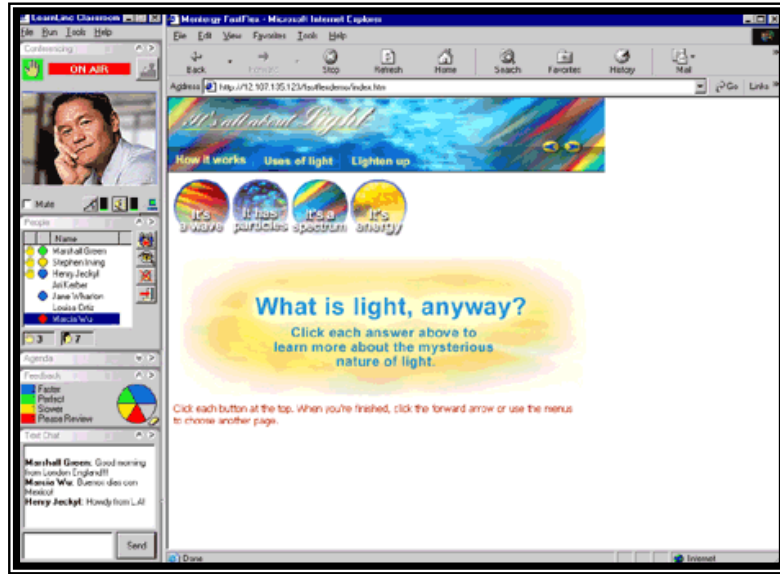 LearnLinc Classroom
File Run Tools Help
Conferencing
ON AIR
Mute
People
Name
Marshall Green
Stephen Irving
Henry Jeckyl
Ari Kerber
Jane Wharton
Louisa Ortiz
Marcia Wu
3 7
Agenda
Feedback
Faster
Perfect
Slower
Please Review
Text Chat
Marshall Green: Good morning
from London England!!!
Marcia Wu: Buenos dias con
Mexico!
Henry Jeckyl: Howdy from L.A!
Send
Mentergy FastFlex - Microsoft Internet Explorer
File Edit View Favorites Tools Help
Back Forward Stop Refresh Home Search Favorites History Mail
Address http://12.107.135.123/fastflexdemo/index.htm Go Links
It's all about Light
How it works Uses of light Lighten up
It's a wave
It has particles
It's a spectrum
It's energy
What is light, anyway?
Click each answer above to
learn more about the mysterious
nature of light.
Click each button at the top. When you're finished, click the forward arrow or use the menus
to choose another page.
Done Internet